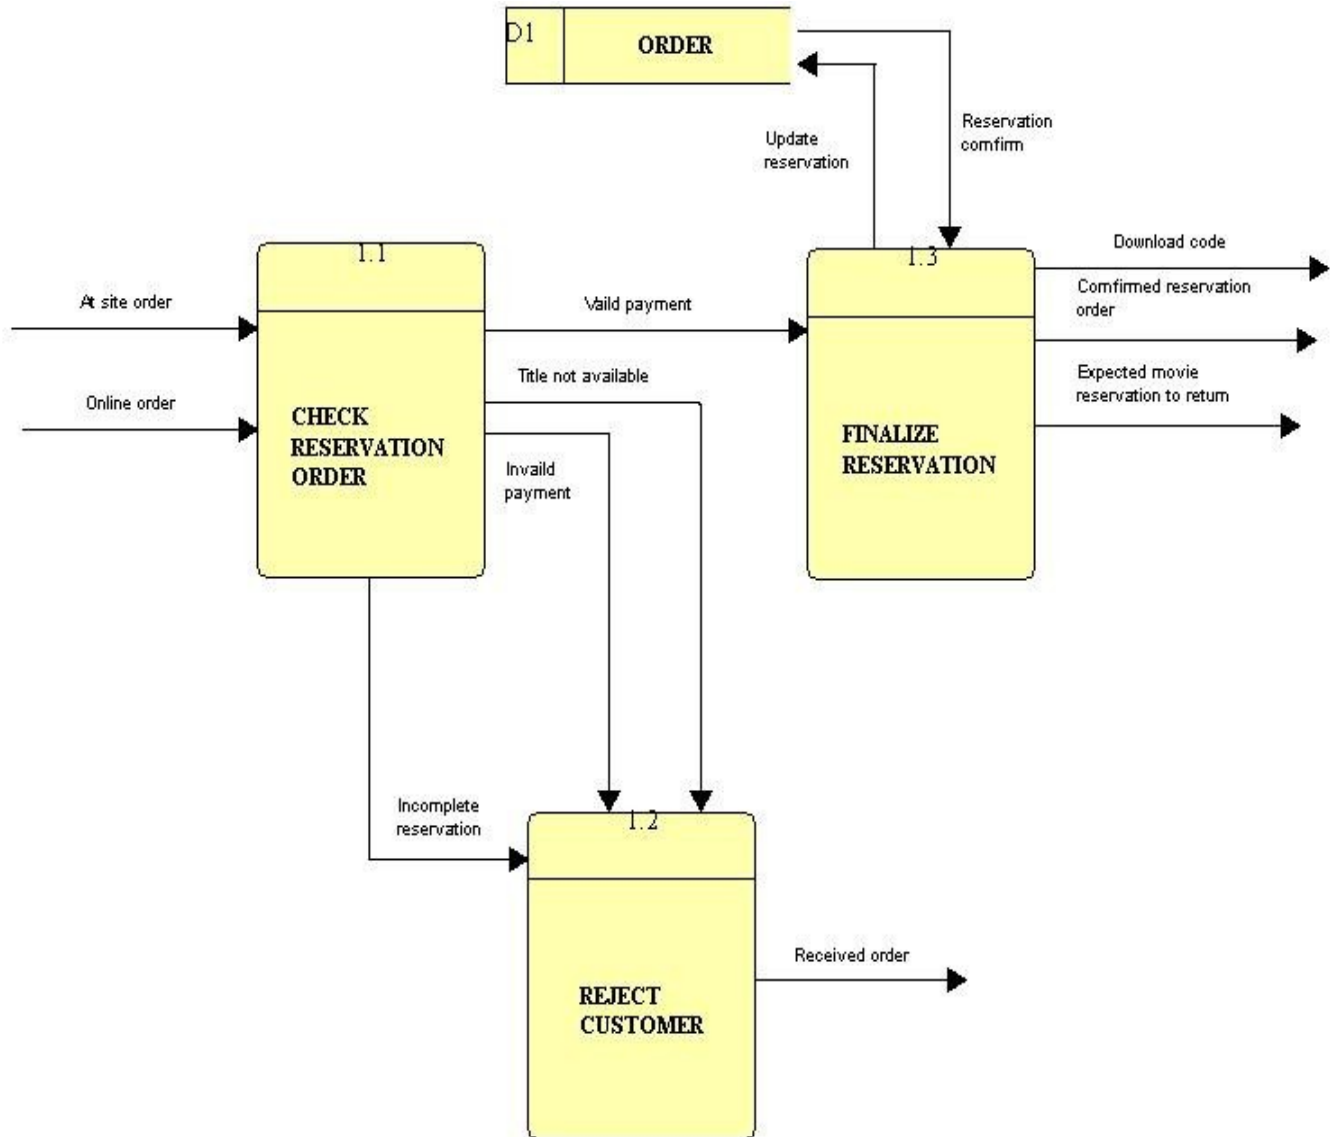 D1
ORDER
Update
reservation
Reservation
comfirm
1.1
1.3
At site order
Online order
CHECK
RESERVATION
ORDER
Vaild payment
Title not available
Invaild
payment
FINALIZE
RESERVATION
Download code
Comfirmed reservation
order
Expected movie
reservation to return
Incomplete
reservation
1.2
REJECT
CUSTOMER
Received order